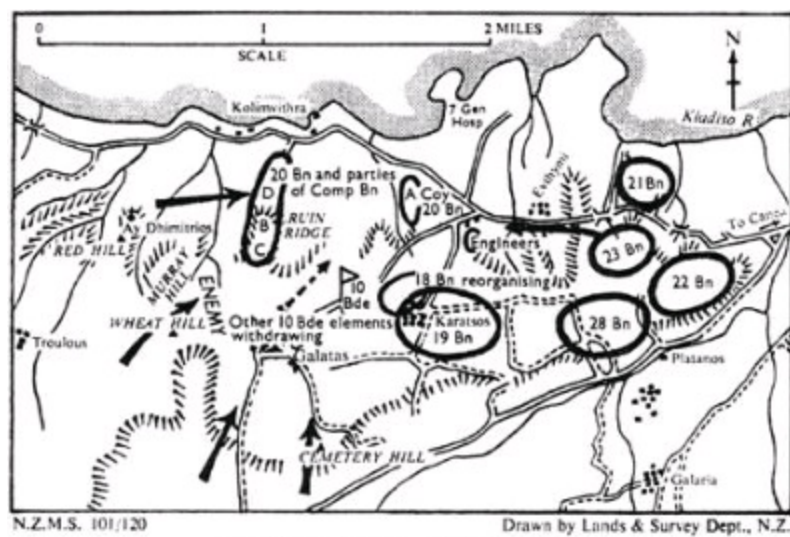 0 1 2 MILES
SCALE
N
Kolimvithra
7 Gen
Hosp
Kladito R
20 Bn and parties
of Comp Bn
D
B
C
RUIN
RIDGE
A Coy
20 Bn
Efthymi
21 Bn
To Canea
Engineers
23 Bn
Ay Dhimitrios
RED HILL
MURRAY
HILL
ENEMY
WHEAT HILL
18 Bn reorganising
10
Bde
22 Bn
Other 10 Bde elements
withdrawing
Karatsos
19 Bn
28 Bn
Troulous
Galatas
Platanos
CEMETERY HILL
Galaria
N.Z.M.S. 101/120
Drawn by Lands & Survey Dept., N.Z.